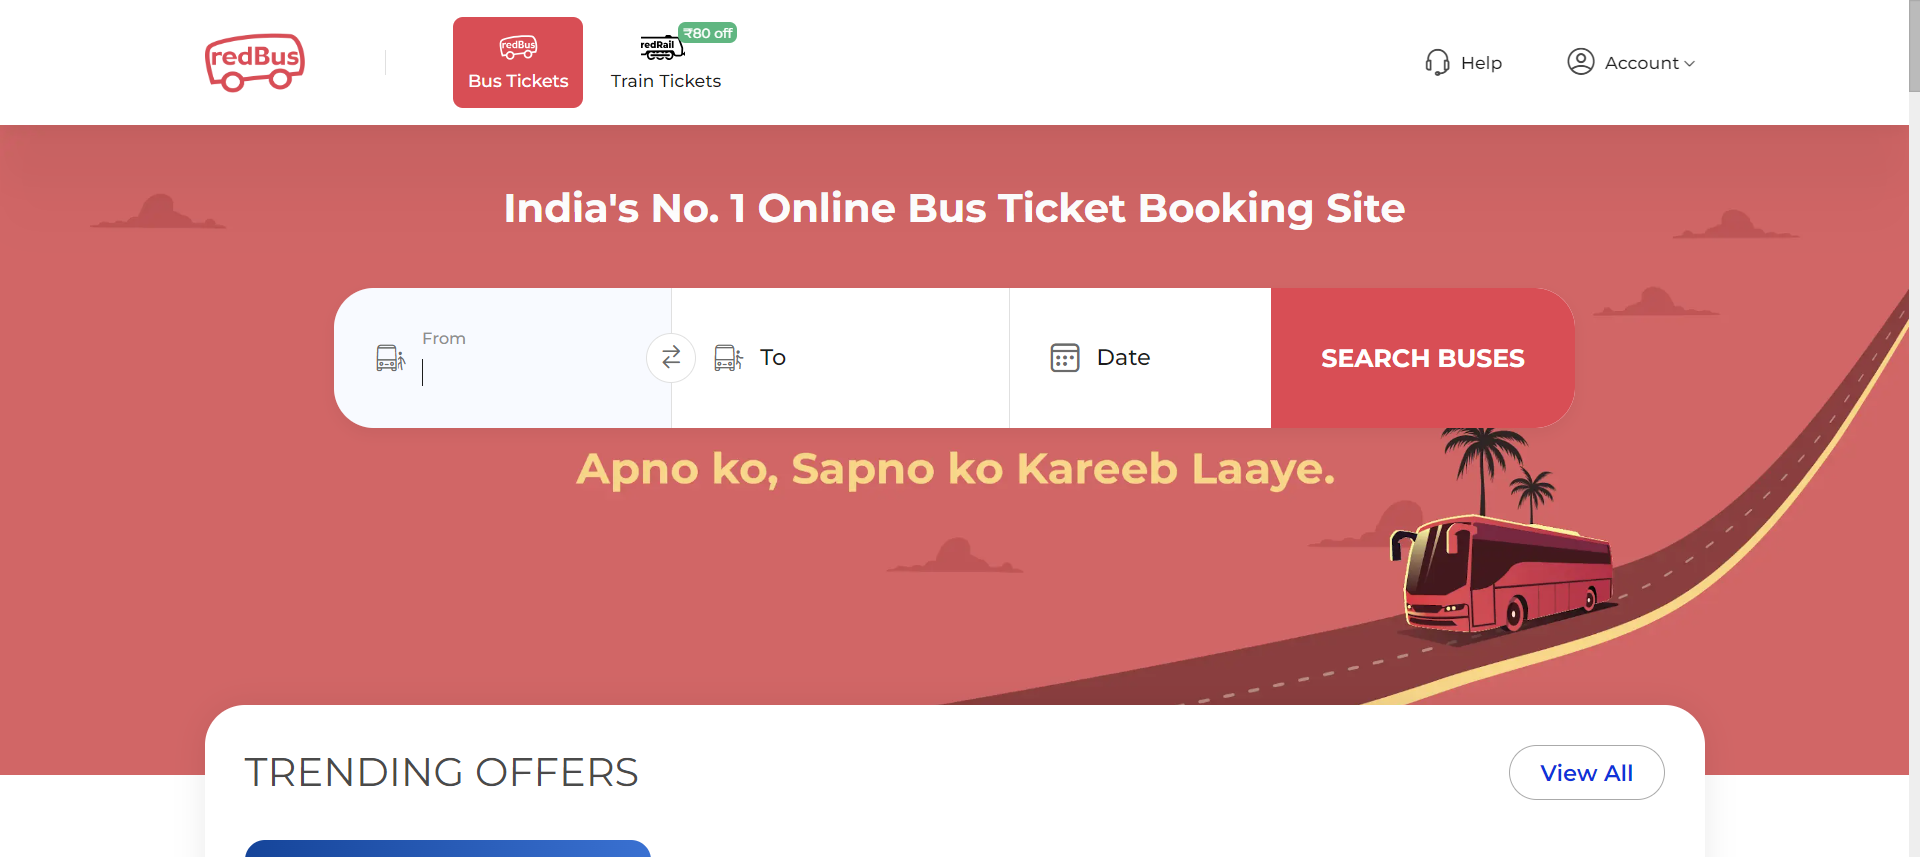 redBus
redBus
Bus Tickets
redRail
₹80 off
Train Tickets
Help
Account
India's No. 1 Online Bus Ticket Booking Site
From
To
Date
SEARCH BUSES
Apno ko, Sapno ko Kareeb Laaye.
TRENDING OFFERS
View All